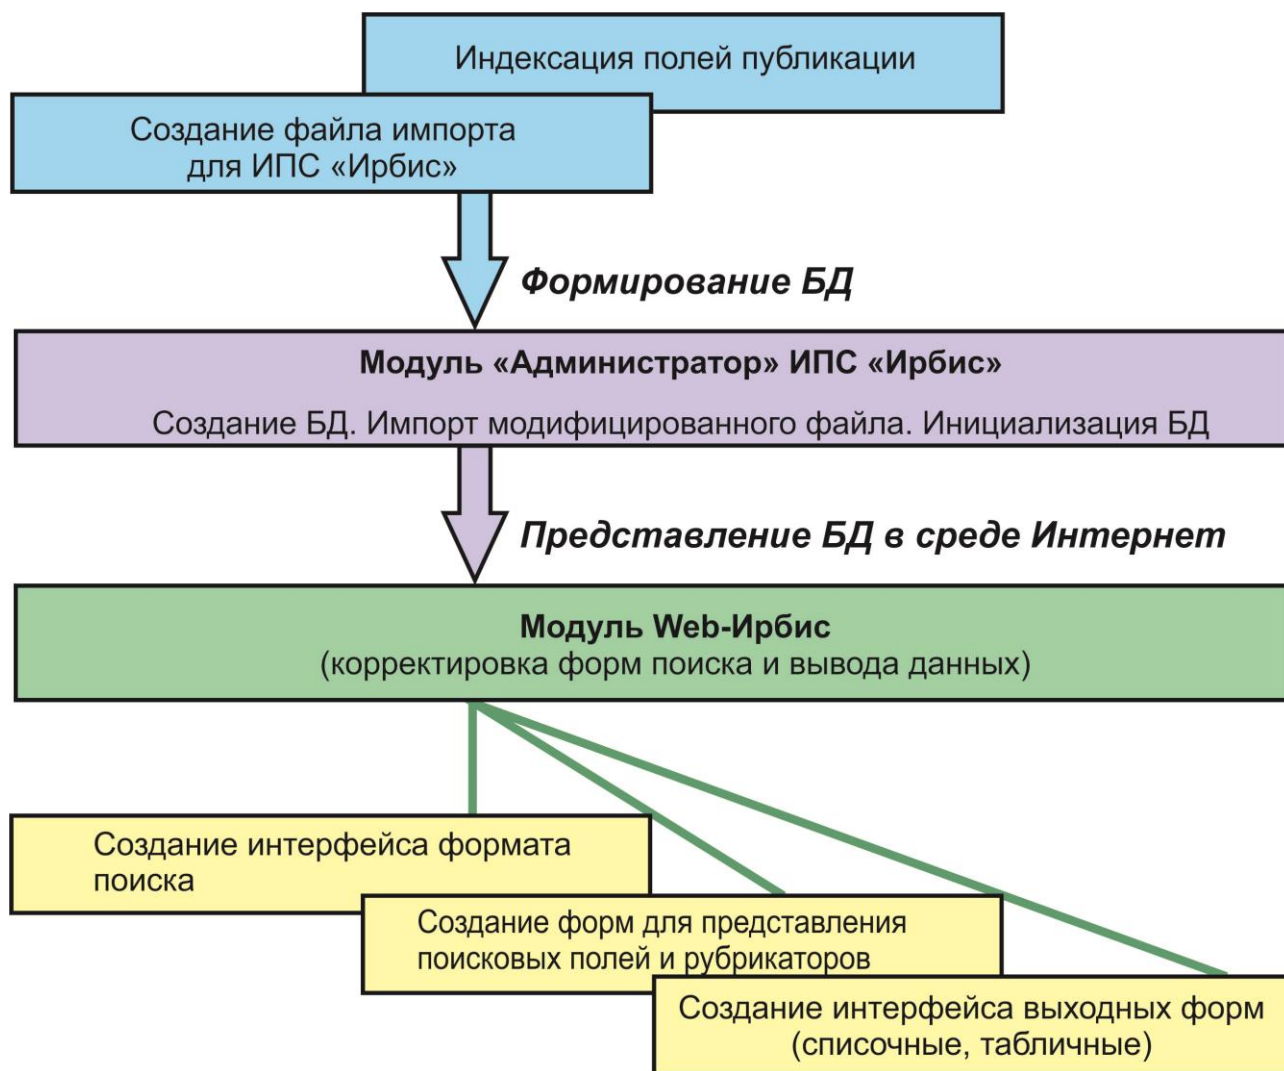 Индексация полей публикации
Создание файла импорта
для ИПС «Ирбис»
Формирование БД
Модуль «Администратор» ИПС «Ирбис»
Создание БД. Импорт модифицированного файла. Инициализация БД
Представление БД в среде Интернет
Модуль Web-Ирбис
(корректировка форм поиска и вывода данных)
Создание интерфейса формата
поиска
Создание форм для представления
поисковых полей и рубрикаторов
Создание интерфейса выходных форм
(списочные, табличные)